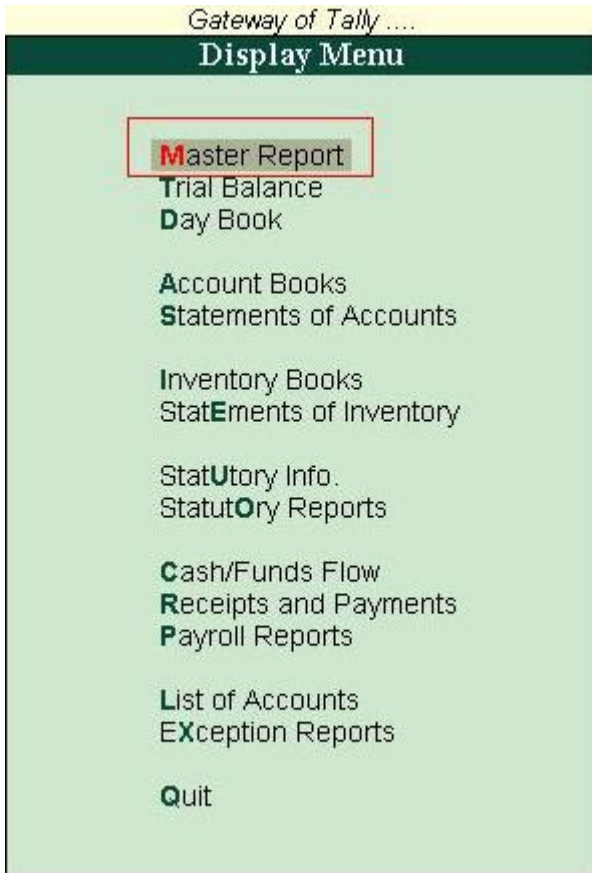 Gateway of Tally ....
Display Menu
Master Report
Trial Balance
Day Book
Account Books
Statements of Accounts
Inventory Books
StatEments of Inventory
StatUtory Info.
StatutOry Reports
Cash/Funds Flow
Receipts and Payments
Payroll Reports
List of Accounts
EXception Reports
Quit